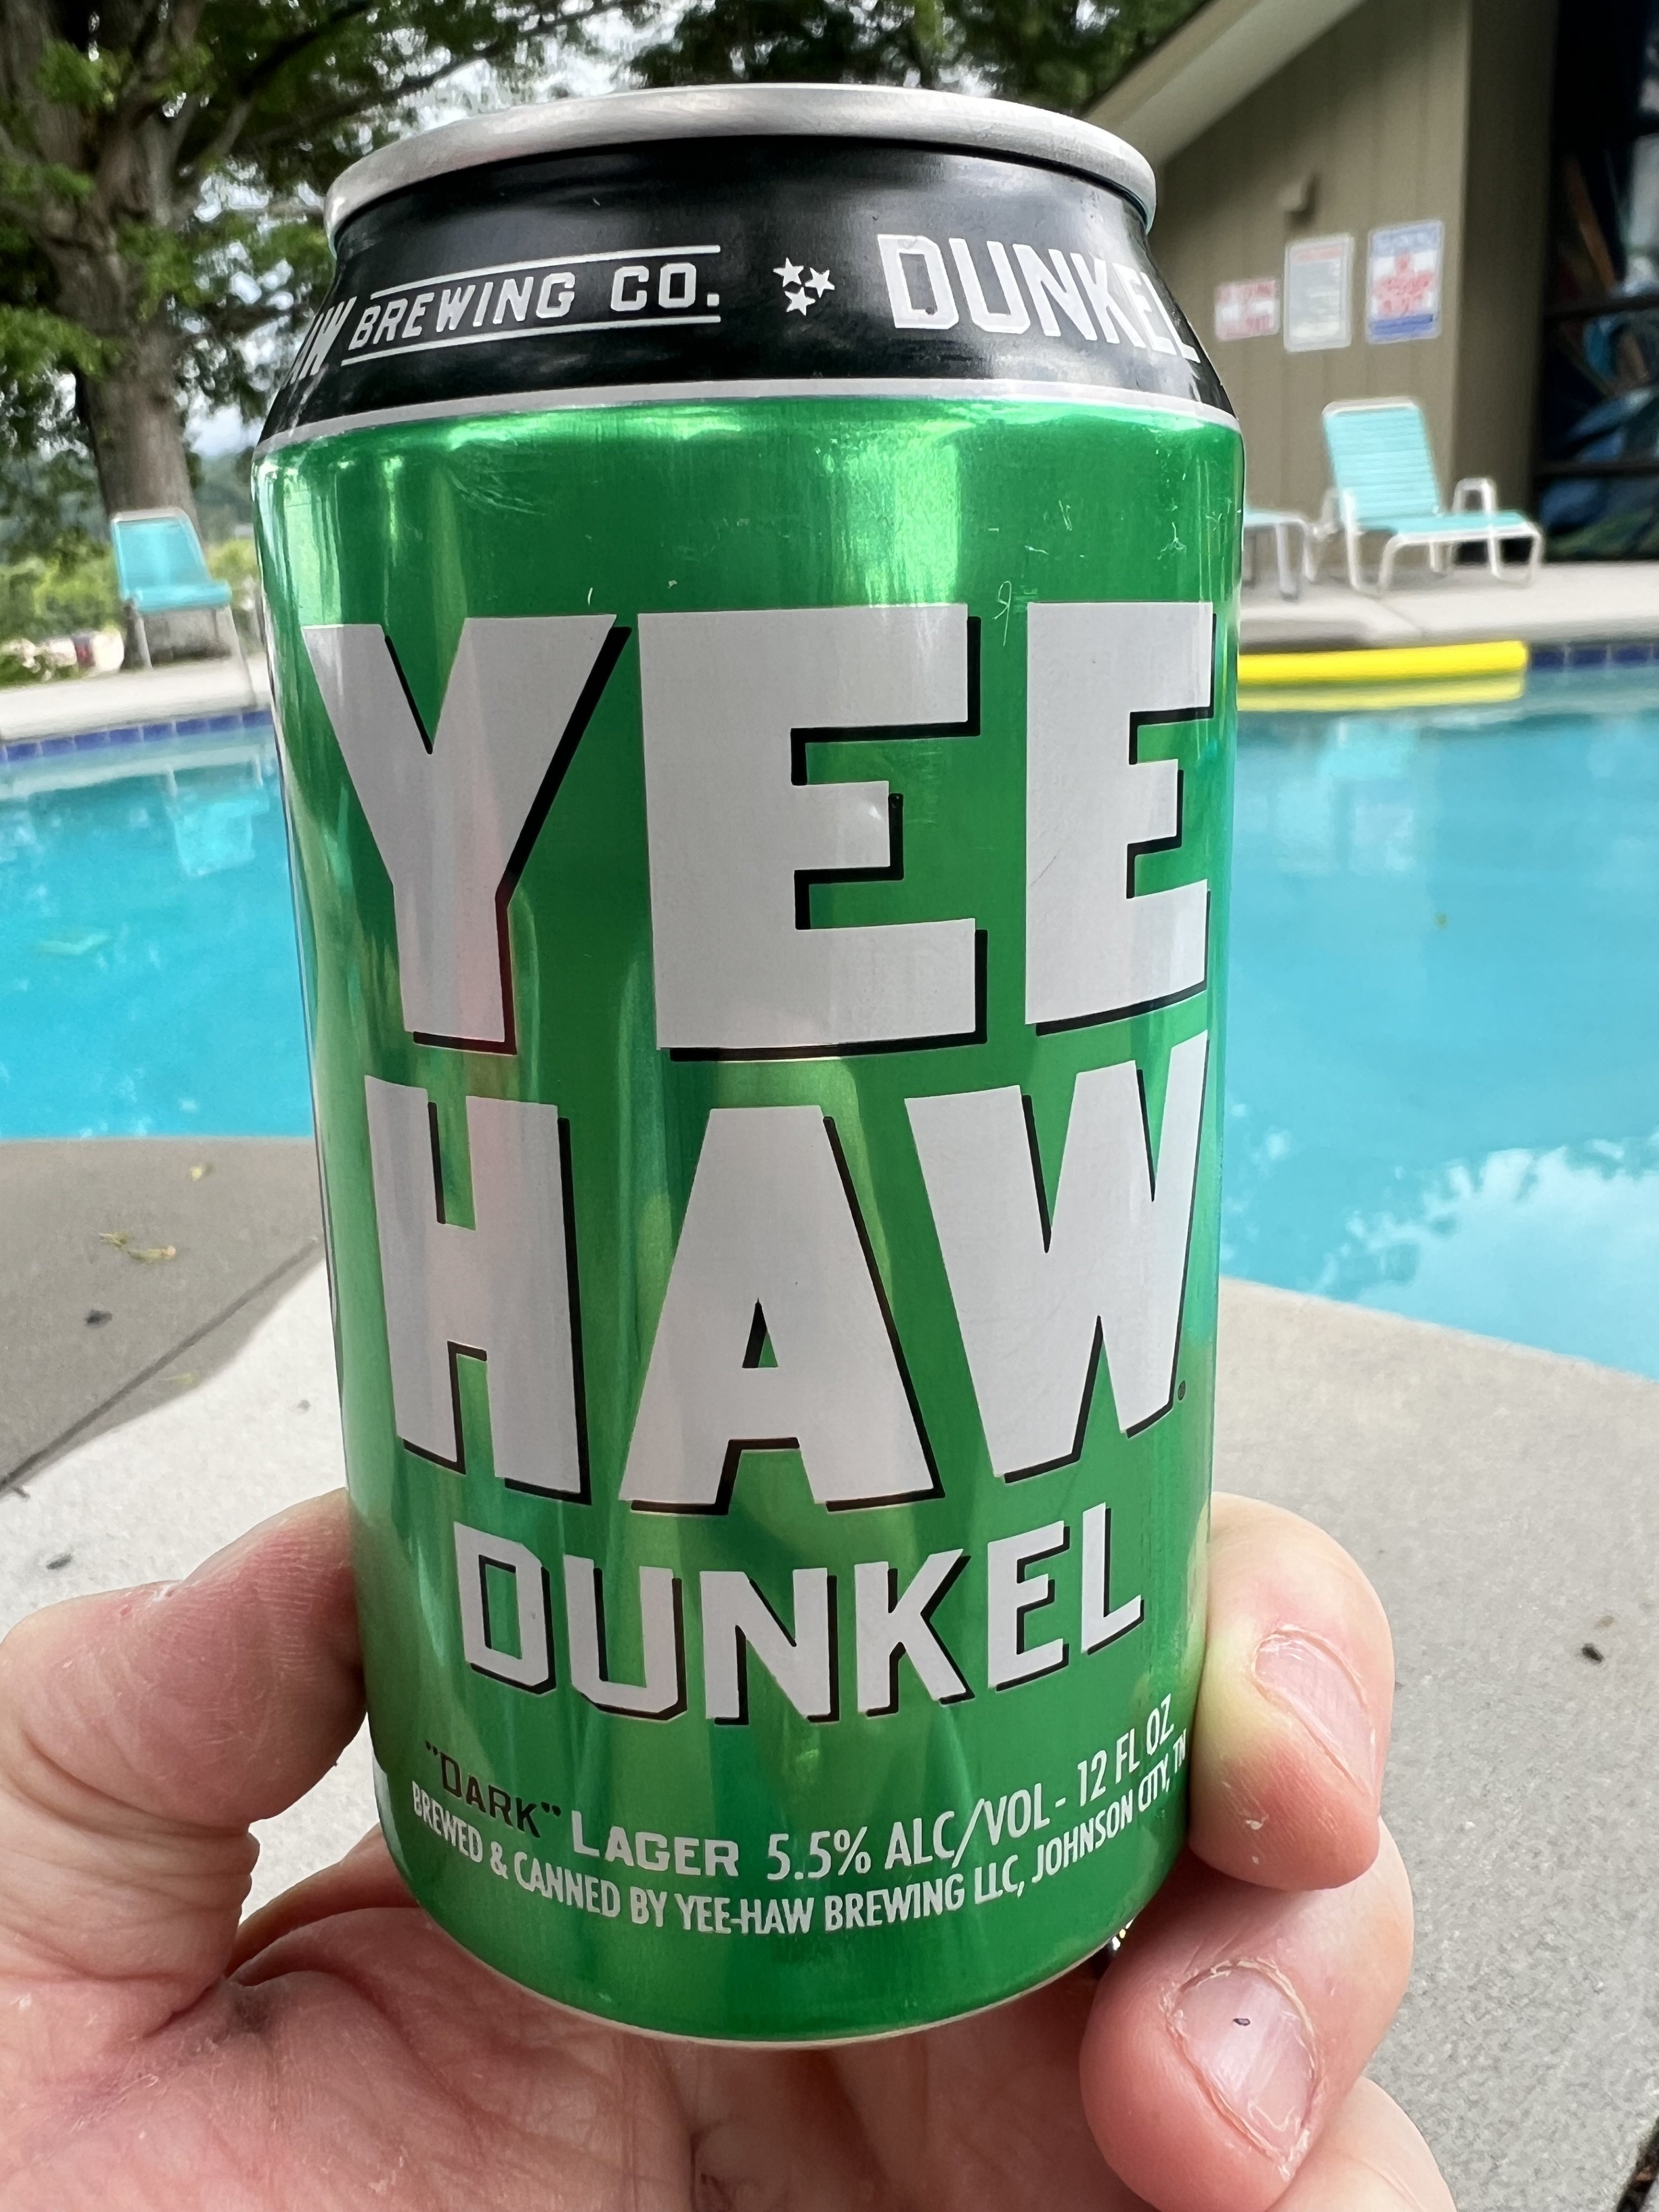 BREWING CO. DUNKEL
YEE
HAW
DUNKEL
"DARK" LAGER 5.5% ALC/VOL - 12 FL OZ
BREWED & CANNED BY YEE-HAW BREWING LLC, JOHNSON CITY, TN